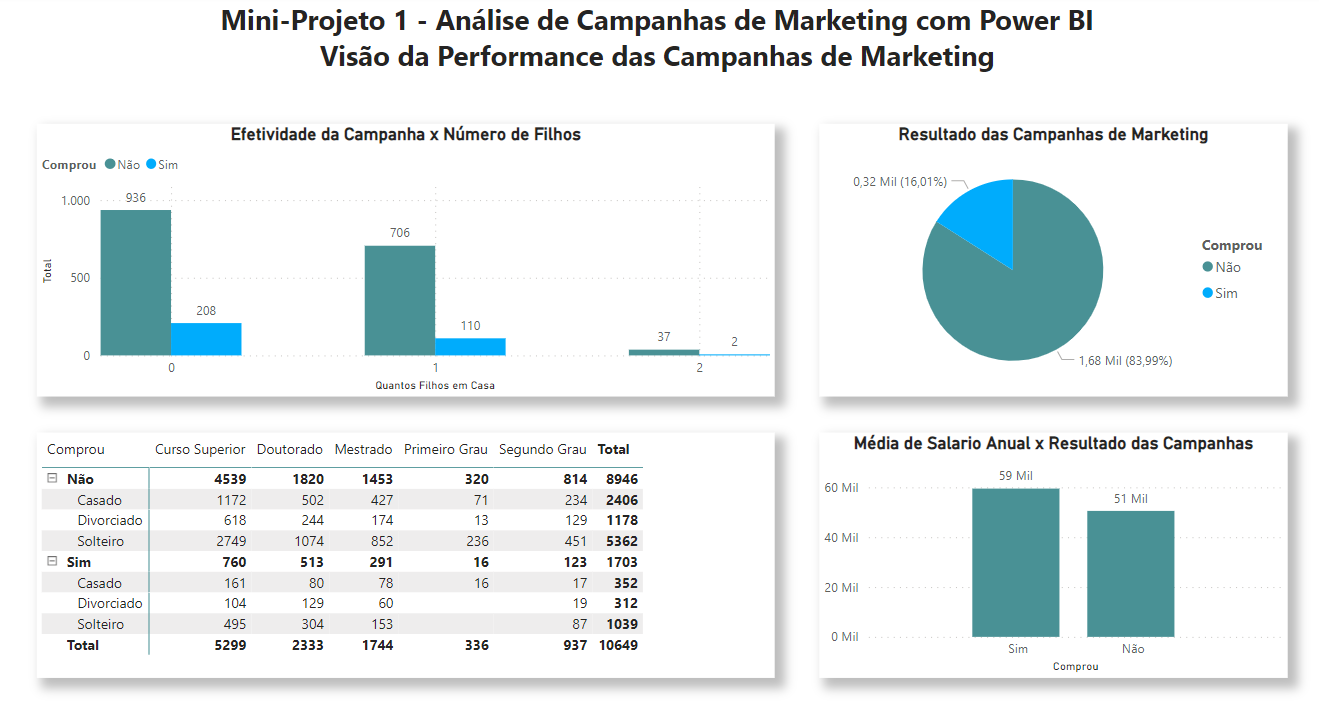 Mini-Projeto 1 - Análise de Campanhas de Marketing com Power BI
Visão da Performance das Campanhas de Marketing
Efetividade da Campanha x Número de Filhos
Comprou Não Sim
1.000
500
0
Total
936
208
706
110
37
2
0 1 2
Quantos Filhos em Casa
Resultado das Campanhas de Marketing
0,32 Mil (16,01%)
1,68 Mil (83,99%)
Comprou
Não
Sim
Comprou Curso Superior Doutorado Mestrado Primeiro Grau Segundo Grau Total
Não 4539 1820 1453 320 814 8946
Casado 1172 502 427 71 234 2406
Divorciado 618 244 174 13 129 1178
Solteiro 2749 1074 852 236 451 5362
Sim 760 513 291 16 123 1703
Casado 161 80 78 16 17 352
Divorciado 104 129 60 19 312
Solteiro 495 304 153 87 1039
Total 5299 2333 1744 336 937 10649
Média de Salario Anual x Resultado das Campanhas
60 Mil
40 Mil
20 Mil
0 Mil
59 Mil
51 Mil
Sim Não
Comprou